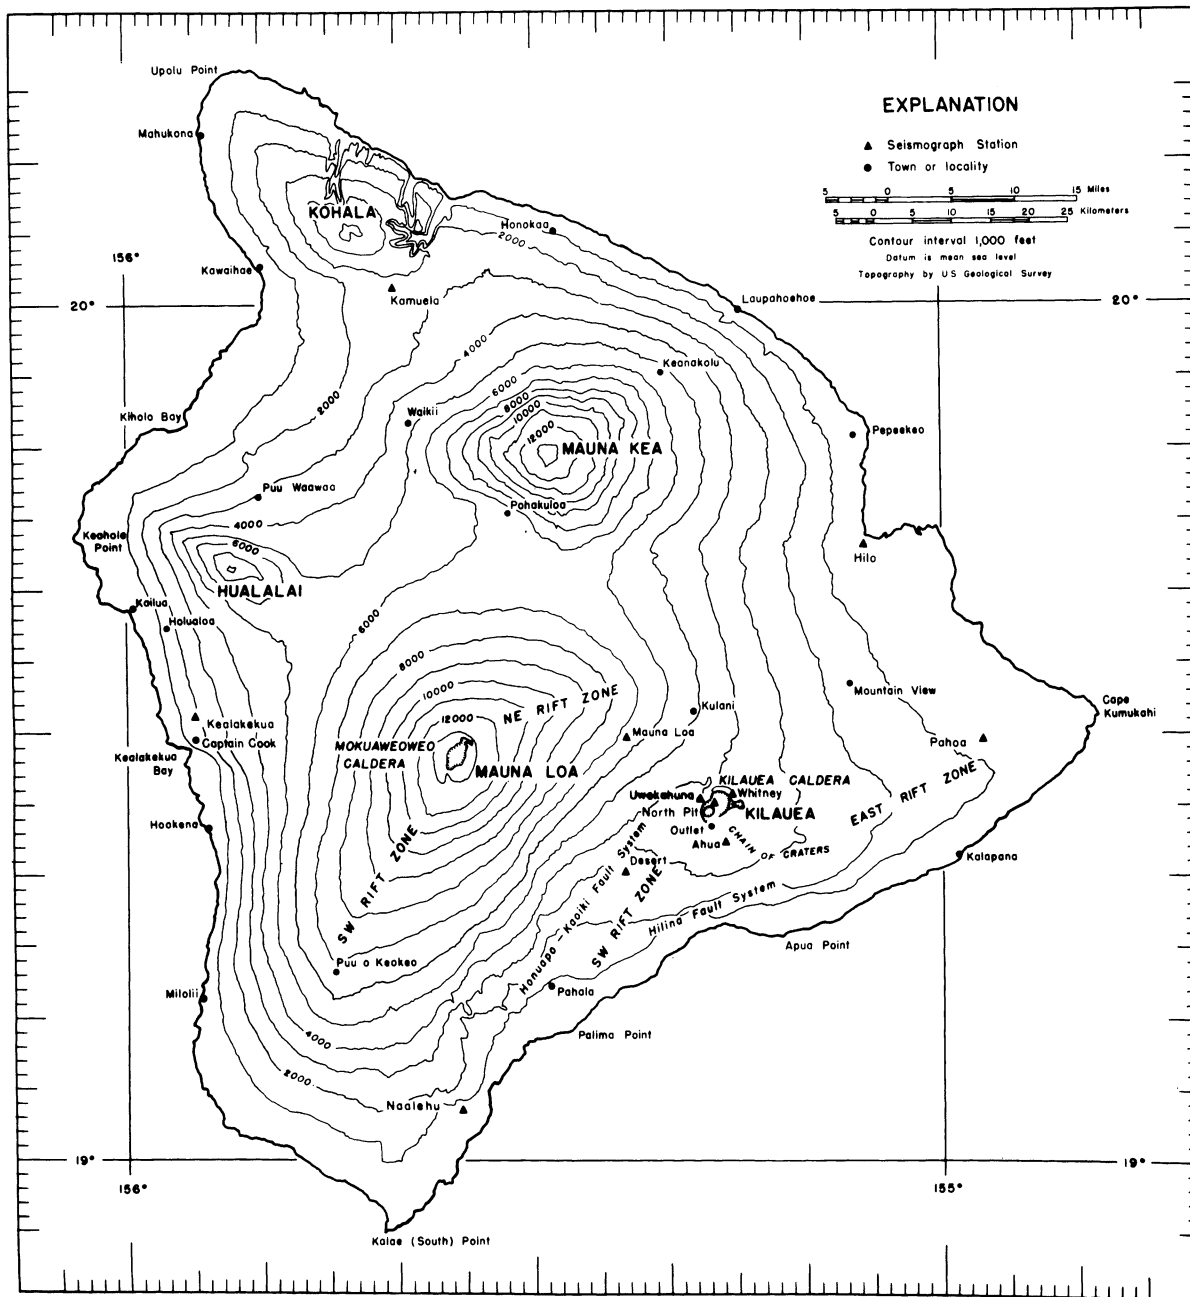 Upolu Point
EXPLANATION
Mahukona
Seismograph Station
Town or locality
5 0 5 10 15 Miles
5 0 5 10 15 20 25 Kilometers
KOHALA
Honokaa
2000
Contour interval 1,000 feet
Datum is mean sea level
Topography by US Geological Survey
156°
Kawaihae
Kamuela
20°
Laupahoehoe
20°
4000
Keanakolu
6000
2000
8000
10000
12000
Waikii
Kiholo Bay
Pepeekeo
MAUNA KEA
Puu Waawaa
Pohakuloa
4000
Keahole
Point
6000
Hilo
HUALALAI
Kailua
Holualoa
6000
8000
10000
NE RIFT ZONE
Mountain View
Cape
Kumukahi
Kulani
12000
Kealakekua
Captain Cook
Mauna Loa
Pahoa
MOKUAWEOWEO
CALDERA
Kealakekua
Bay
MAUNA LOA
KILAUEA CALDERA
EAST RIFT ZONE
Uwekahuna
Whitney
North Pit
KILAUEA
Hookena
Outlet
Ahua
CHAIN
OF CRATERS
Kalapana
Desert
SW RIFT ZONE
Honuapo - Kaoiki Fault System
SW RIFT ZONE
Hilina Fault System
Apua Point
Puu o Keokeo
Pahala
Milolii
Palima Point
4000
2000
Naalehu
19°
19°
156°
155°
Kalae (South) Point